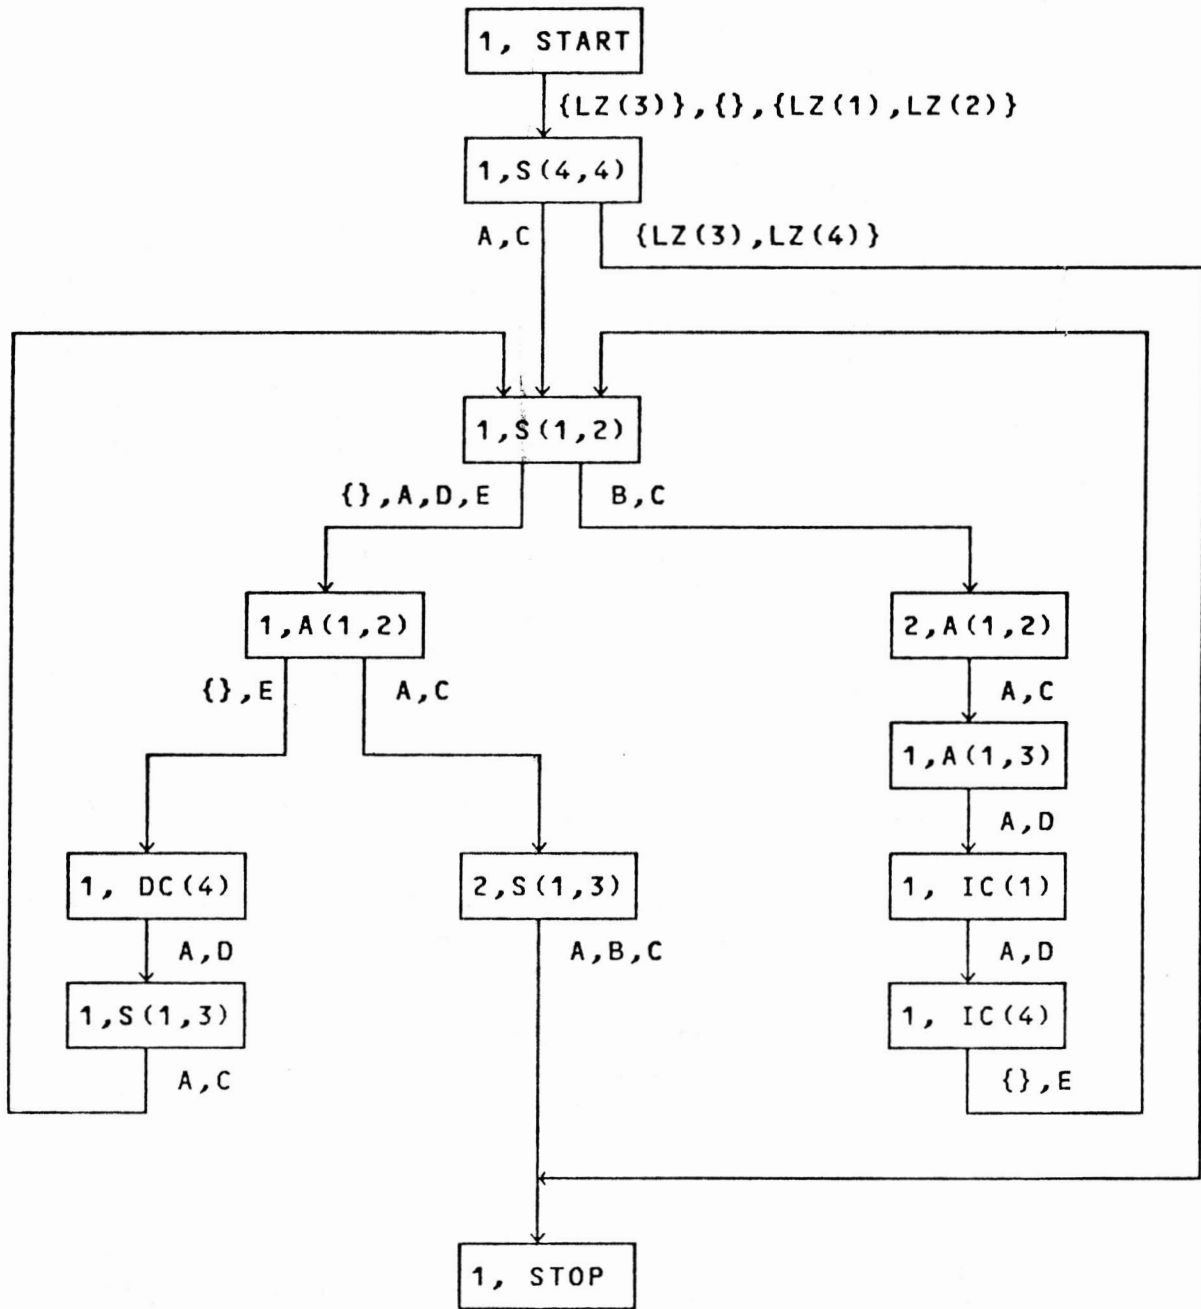 1, START
{LZ(3)},{},{LZ(1),LZ(2)}
1,S(4,4)
A,C
{LZ(3),LZ(4)}
1,S(1,2)
{},A,D,E
B,C
1,A(1,2)
2,A(1,2)
{},E
A,C
A,C
1,A(1,3)
A,D
1, DC(4)
2,S(1,3)
1, IC(1)
A,D
A,B,C
A,D
1,S(1,3)
1, IC(4)
A,C
{},E
1, STOP